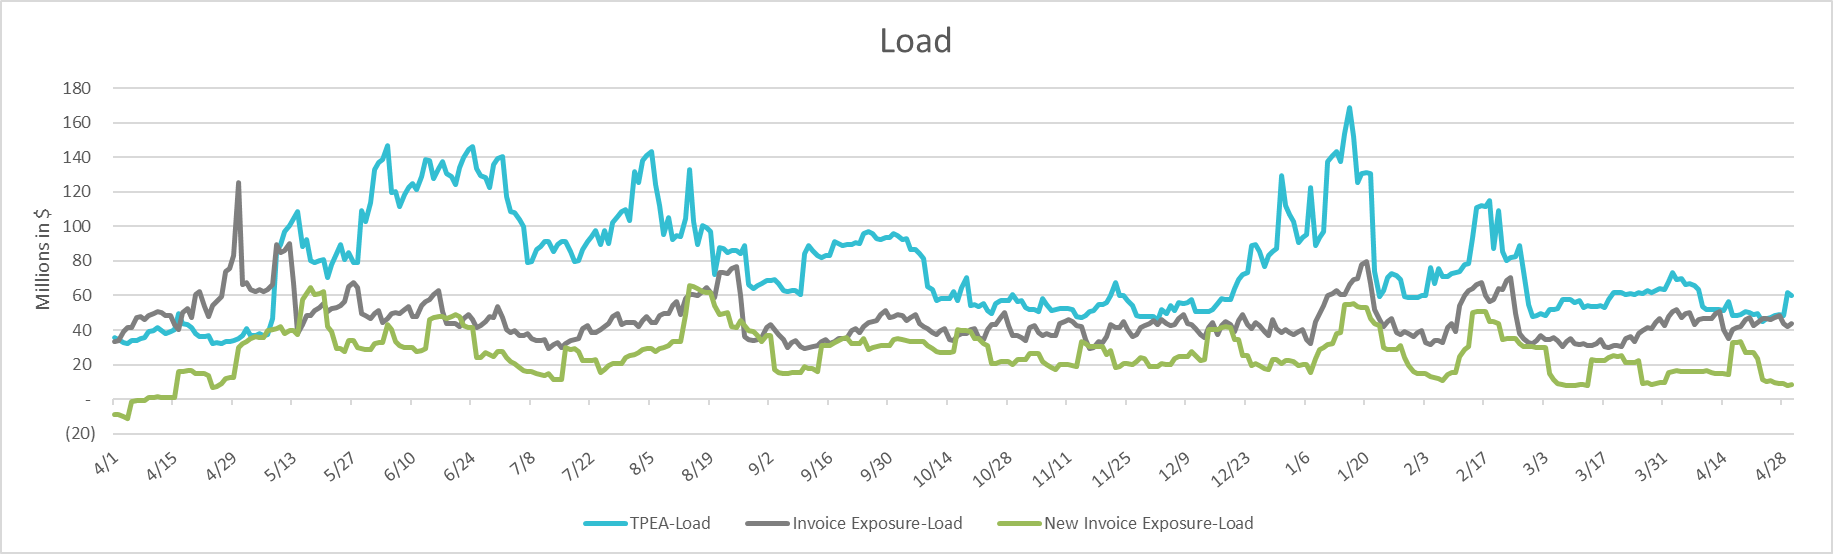 Load
Millions in $
180
160
140
120
100
80
60
40
20
-
(20)
4/1 4/15 4/29 5/13 5/27 6/10 6/24 7/8 7/22 8/5 8/19 9/2 9/16 9/30 10/14 10/28 11/11 11/25 12/9 12/23 1/6 1/20 2/3 2/17 3/3 3/17 3/31 4/14 4/28
TPEA-Load Invoice Exposure-Load New Invoice Exposure-Load